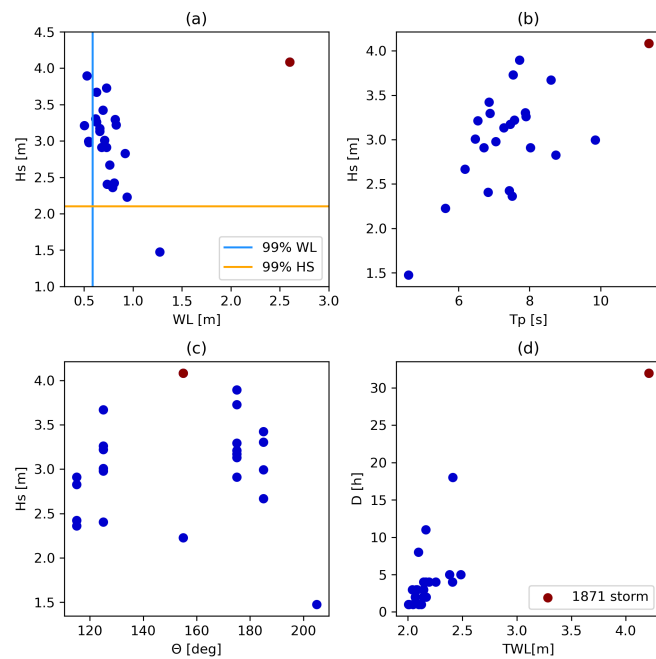 (a)
4.5
4.0
3.5
3.0
2.5
2.0
1.5
1.0
Hs [m]
0.5 1.0 1.5 2.0 2.5 3.0
WL [m]
99% WL
99% HS
(b)
4.0
3.5
3.0
2.5
2.0
1.5
Hs [m]
6 8 10
Tp [s]
(c)
4.0
3.5
3.0
2.5
2.0
1.5
Hs [m]
120 140 160 180 200
Θ [deg]
(d)
30
25
20
15
10
5
0
D [h]
2.0 2.5 3.0 3.5 4.0
TWL[m]
1871 storm